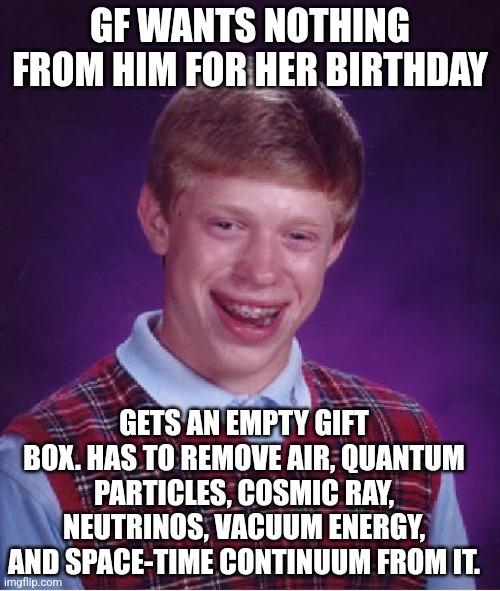 GF WANTS NOTHING
FROM HIM FOR HER BIRTHDAY
GETS AN EMPTY GIFT
BOX. HAS TO REMOVE AIR, QUANTUM
PARTICLES, COSMIC RAY,
NEUTRINOS, VACUUM ENERGY,
AND SPACE-TIME CONTINUUM FROM IT.
imgflip.com